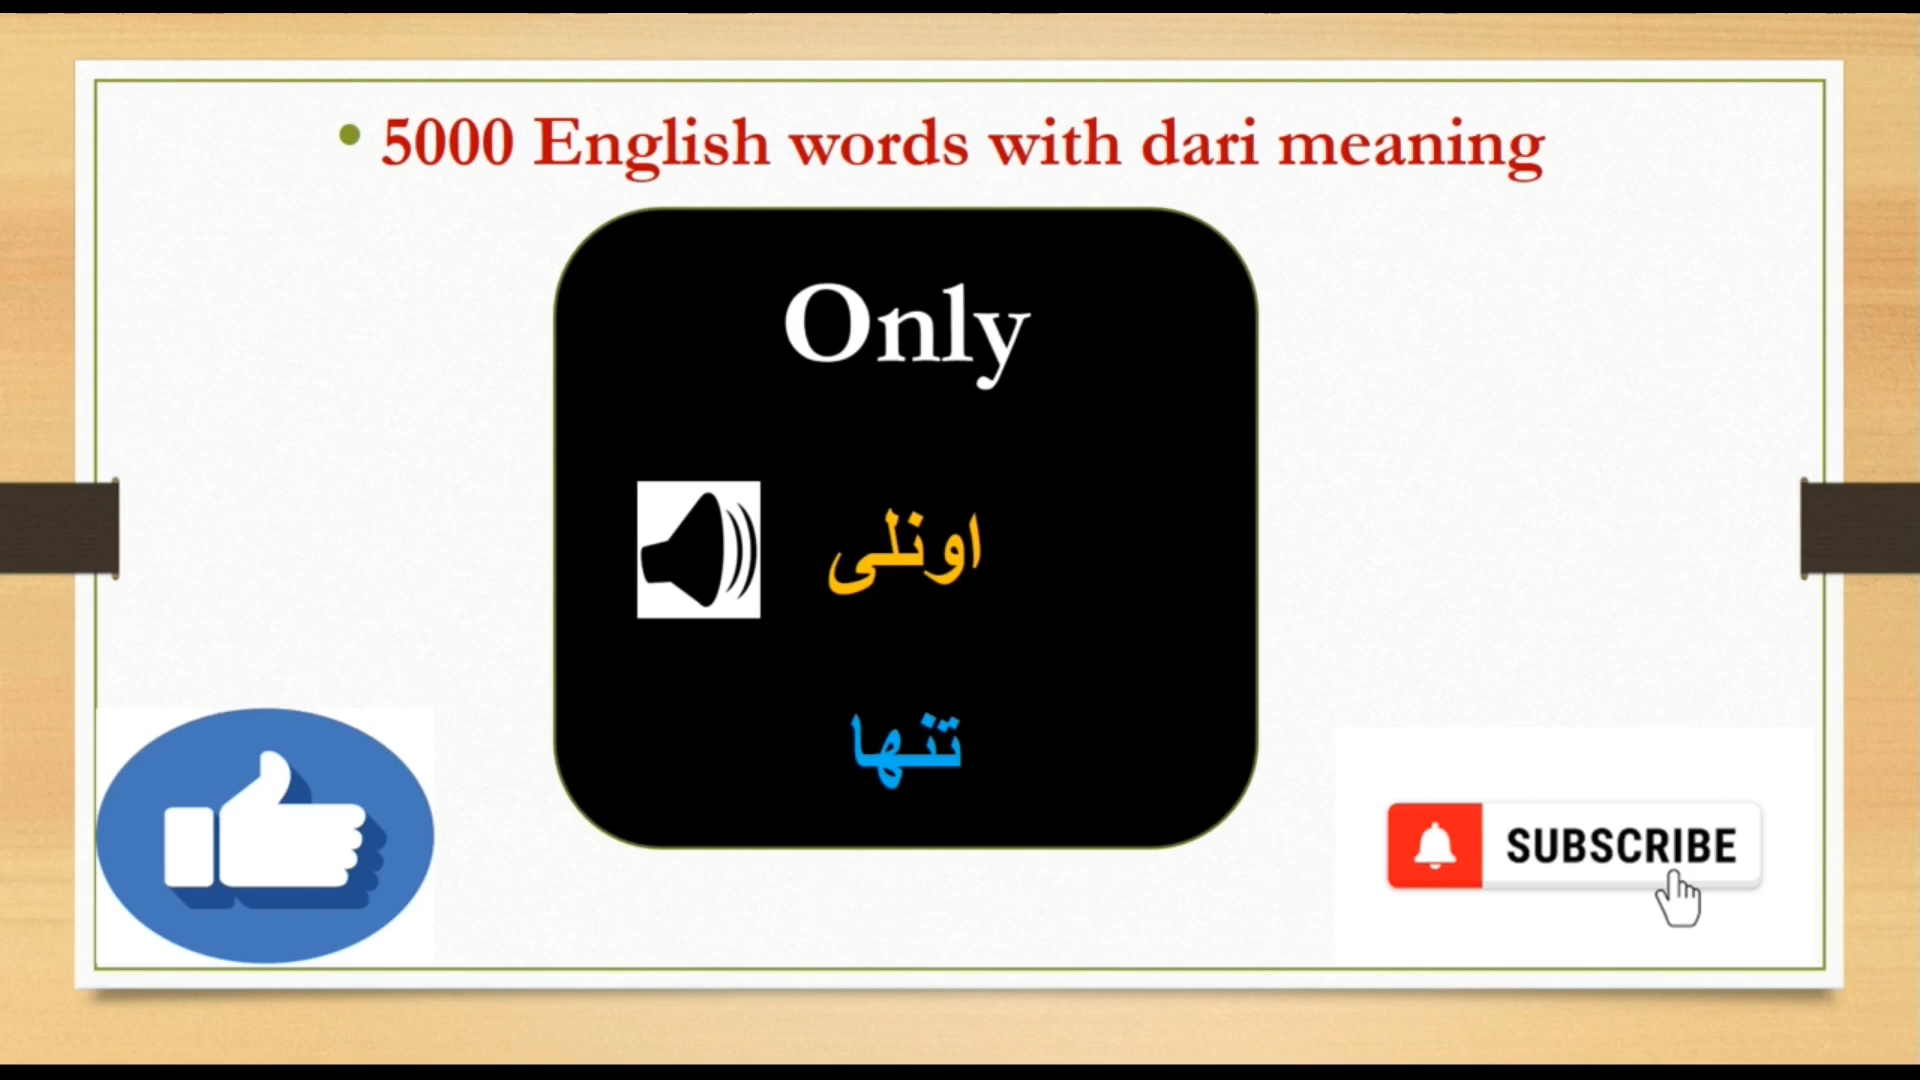 5000 English words with dari meaning
Only
اونلی
تنها
SUBSCRIBE